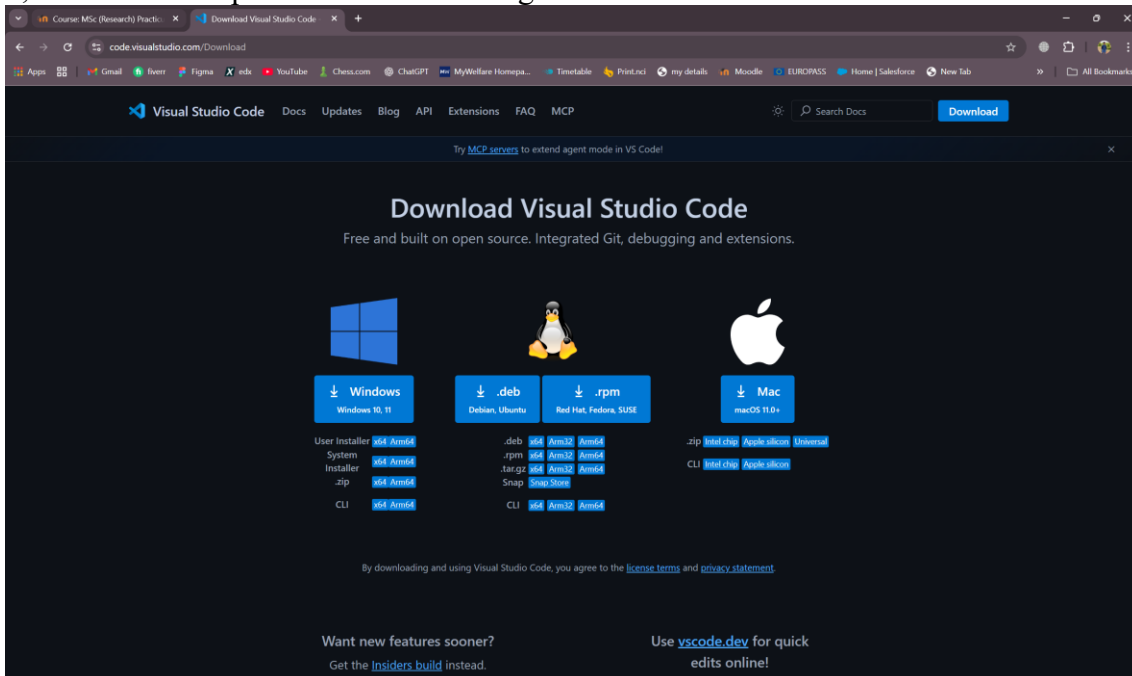 Course: MSc (Research) Practic
Download Visual Studio Code
code.visualstudio.com/Download
Apps Gmail fiverr Figma edx YouTube Chess.com ChatGPT MyWelfare Homepa... Timetable Print.nci my details Moodle EUROPASS Home | Salesforce New Tab » All Bookmarks
Visual Studio Code Docs Updates Blog API Extensions FAQ MCP Search Docs Download
Try MCP servers to extend agent mode in VS Code!
Download Visual Studio Code
Free and built on open source. Integrated Git, debugging and extensions.
Windows
Windows 10, 11
User Installer x64 Arm64
System Installer x64 Arm64
.zip x64 Arm64
CLI x64 Arm64
.deb
Debian, Ubuntu
.rpm
Red Hat, Fedora, SUSE
.deb x64 Arm32 Arm64
.rpm x64 Arm32 Arm64
.tar.gz x64 Arm32 Arm64
Snap Snap Store
CLI x64 Arm32 Arm64
Mac
macOS 11.0+
.zip Intel chip Apple silicon Universal
CLI Intel chip Apple silicon
By downloading and using Visual Studio Code, you agree to the license terms and privacy statement.
Want new features sooner?
Get the Insiders build instead.
Use vscode.dev for quick
edits online!